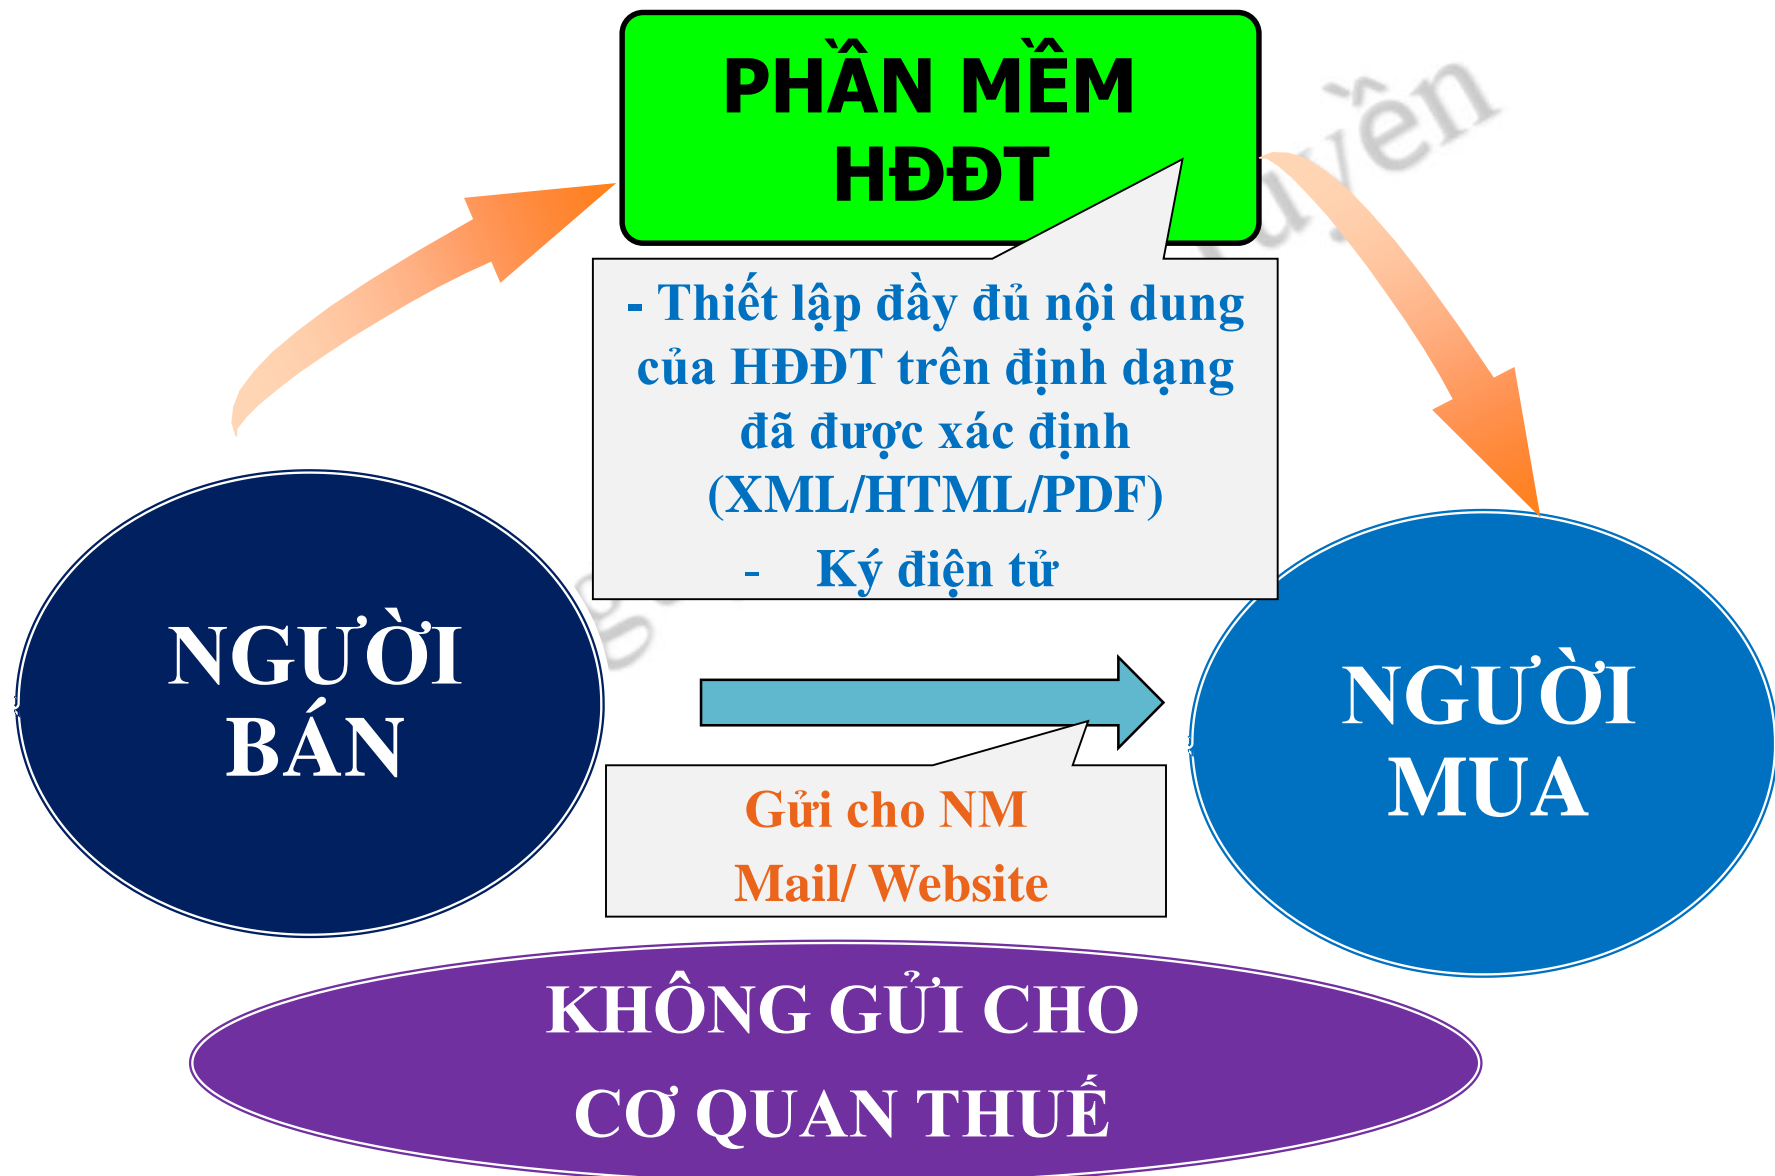 PHẦN MỀM
HĐĐT
- Thiết lập đầy đủ nội dung
của HĐĐT trên định dạng
đã được xác định
(XML/HTML/PDF)
- Ký điện tử
NGƯỜI
BÁN
NGƯỜI
MUA
Gửi cho NM
Mail/ Website
KHÔNG GỬI CHO
CƠ QUAN THUẾ